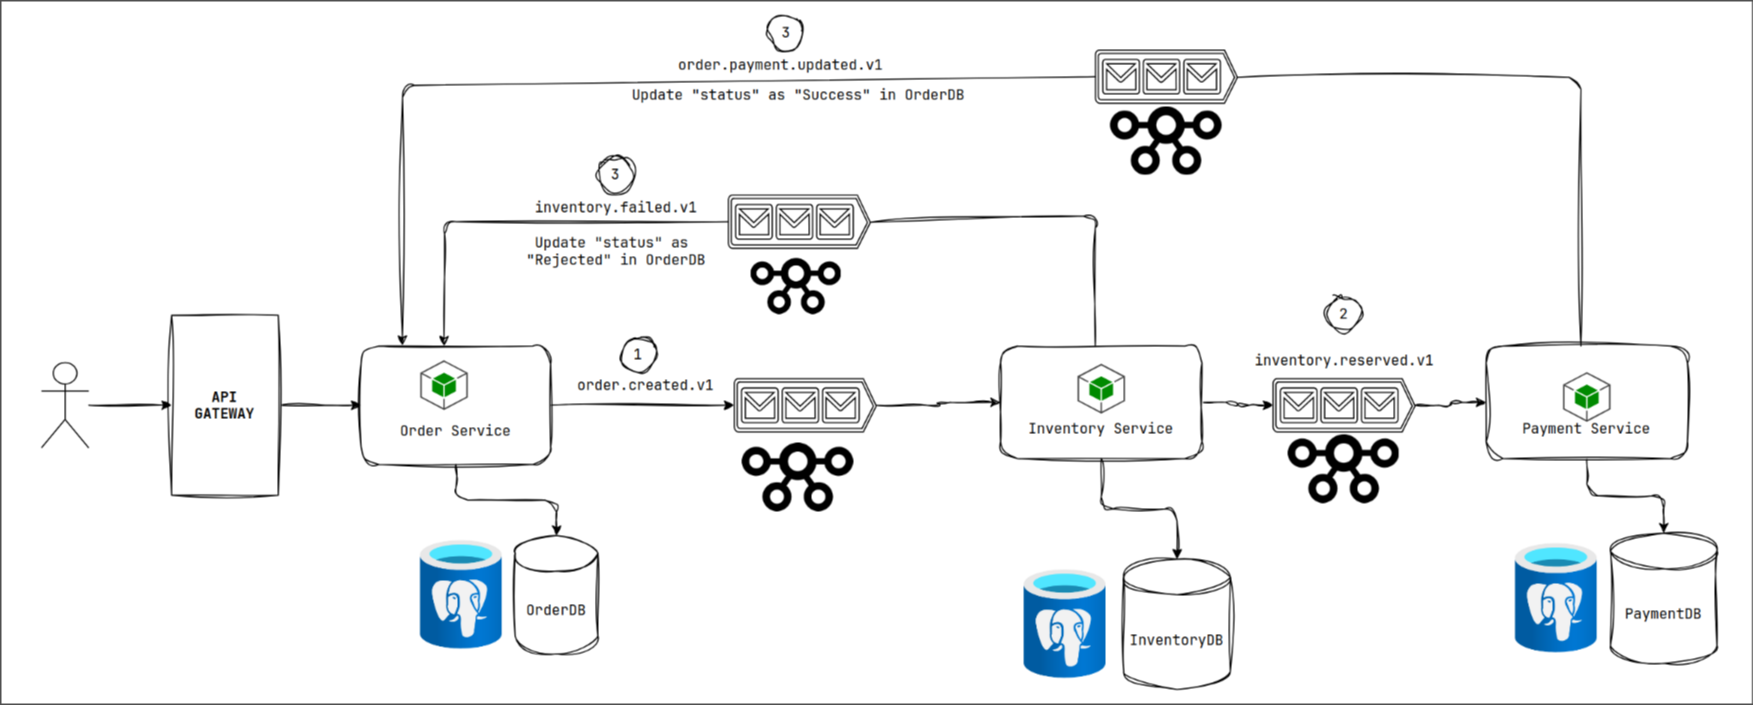 3
order.payment.updated.v1
Update "status" as "Success" in OrderDB
3
inventory.failed.v1
Update "status" as
"Rejected" in OrderDB
2
inventory.reserved.v1
1
order.created.v1
API
GATEWAY
Order Service
Inventory Service
Payment Service
OrderDB
InventoryDB
PaymentDB